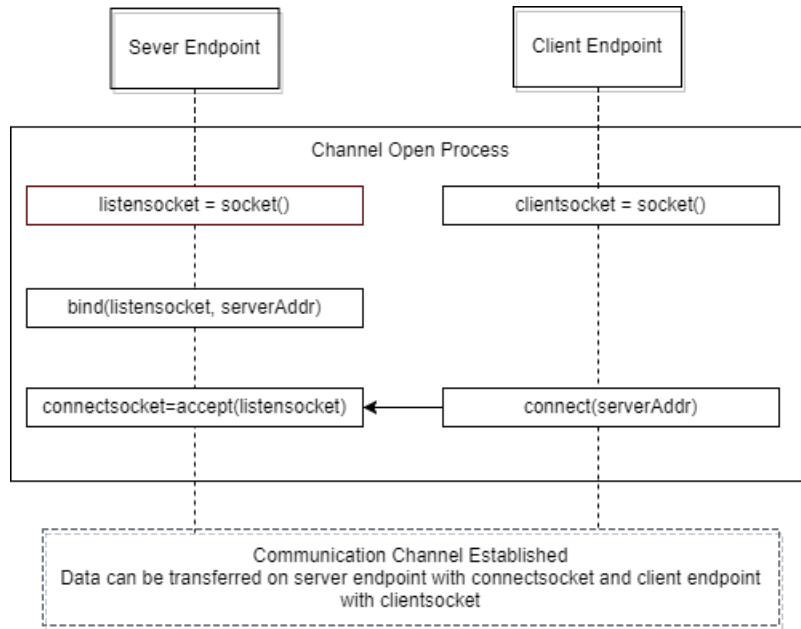 Sever Endpoint
Client Endpoint
Channel Open Process
listensocket = socket()
clientsocket = socket()
bind(listensocket, serverAddr)
connectsocket=accept(listensocket)
connect(serverAddr)
Communication Channel Established
Data can be transferred on server endpoint with connectsocket and client endpoint
with clientsocket